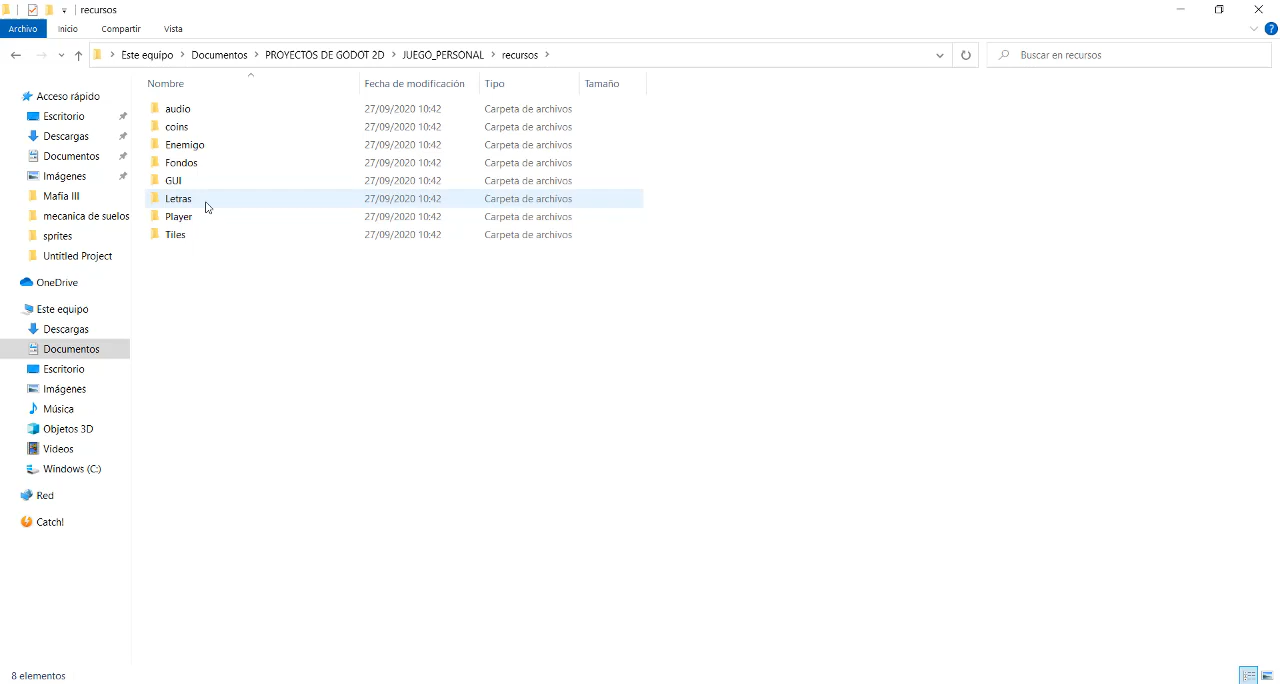 recursos
Archivo Inicio Compartir Vista
Este equipo Documentos PROYECTOS DE GODOT 2D JUEGO_PERSONAL recursos Buscar en recursos
Nombre Fecha de modificación Tipo Tamaño
Acceso rápido
Escritorio
Descargas
Documentos
Imágenes
Mafia III
mecanica de suelos
sprites
Untitled Project
OneDrive
Este equipo
Descargas
Documentos
Escritorio
Imágenes
Música
Objetos 3D
Videos
Windows (C:)
Red
Catch!
audio 27/09/2020 10:42 Carpeta de archivos
coins 27/09/2020 10:42 Carpeta de archivos
Enemigo 27/09/2020 10:42 Carpeta de archivos
Fondos 27/09/2020 10:42 Carpeta de archivos
GUI 27/09/2020 10:42 Carpeta de archivos
Letras 27/09/2020 10:42 Carpeta de archivos
Player 27/09/2020 10:42 Carpeta de archivos
Tiles 27/09/2020 10:42 Carpeta de archivos
8 elementos